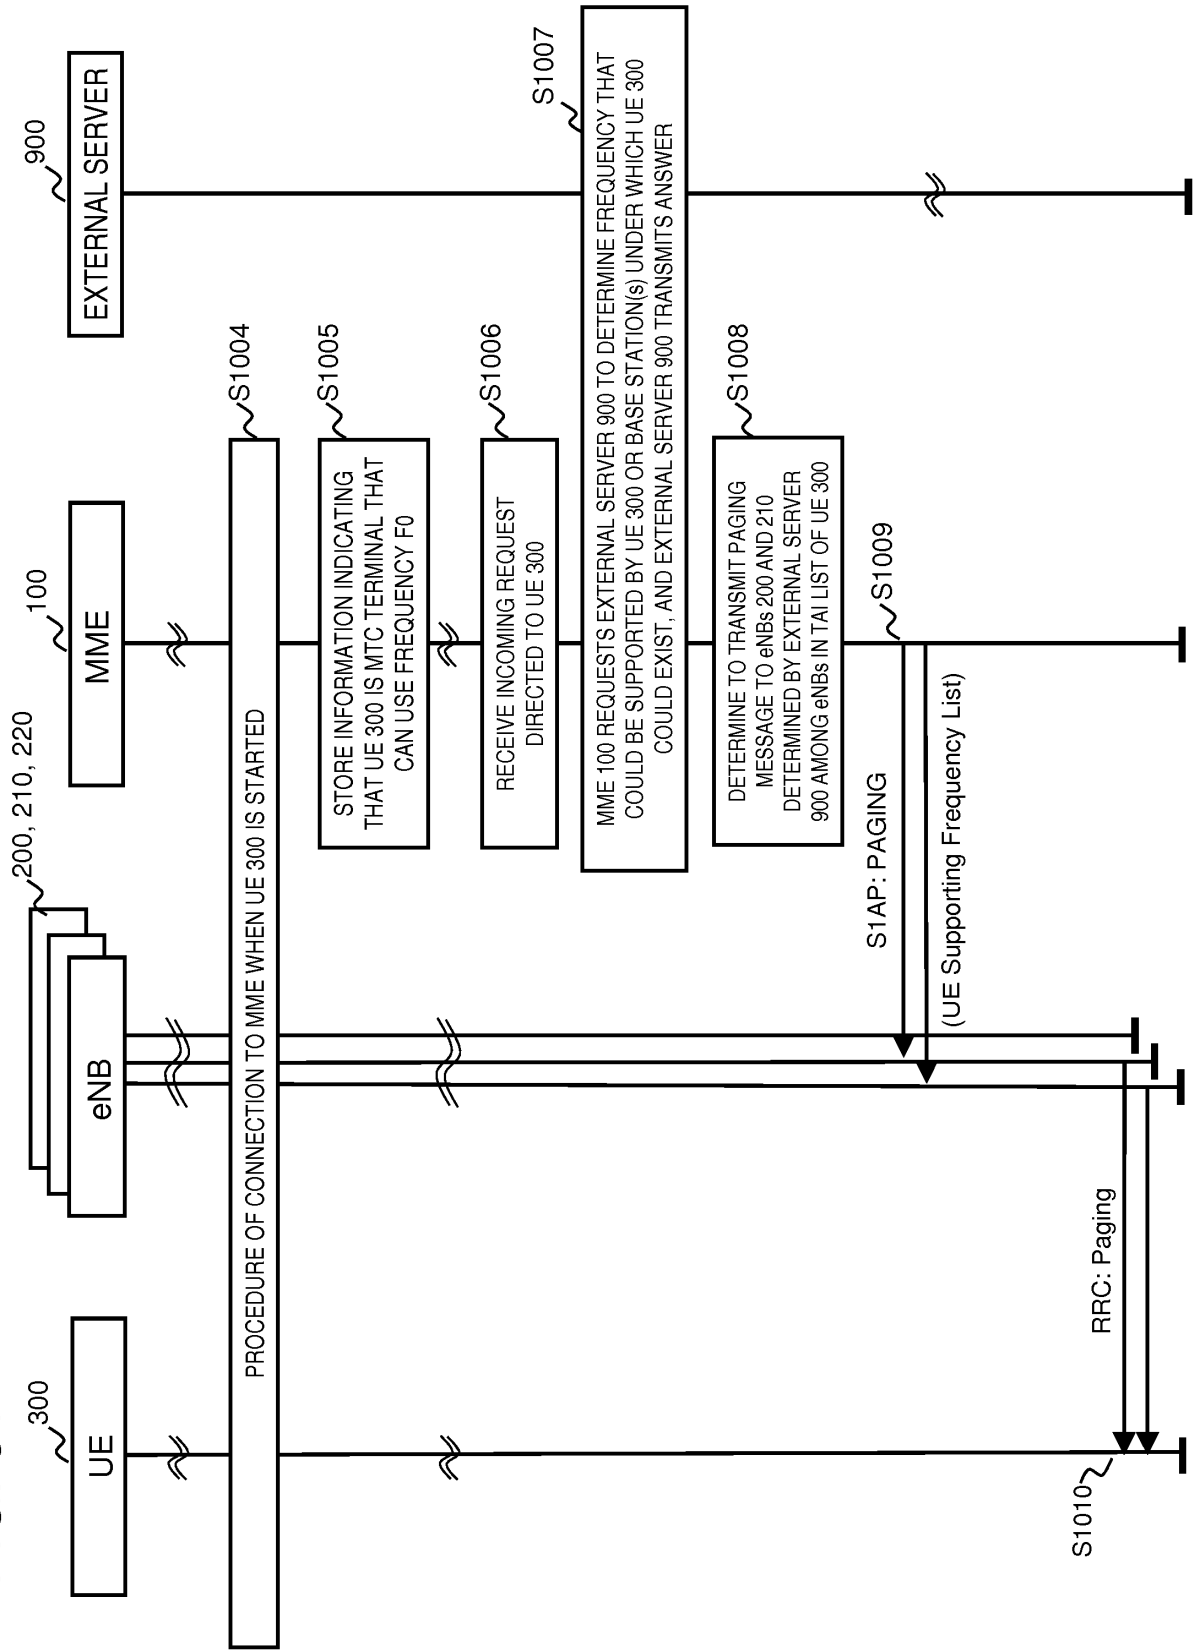 300
UE
200, 210, 220
eNB
100
MME
900
EXTERNAL SERVER
S1004
PROCEDURE OF CONNECTION TO MME WHEN UE 300 IS STARTED
S1005
STORE INFORMATION INDICATING
THAT UE 300 IS MTC TERMINAL THAT
CAN USE FREQUENCY F0
S1006
RECEIVE INCOMING REQUEST
DIRECTED TO UE 300
S1007
MME 100 REQUESTS EXTERNAL SERVER 900 TO DETERMINE FREQUENCY THAT
COULD BE SUPPORTED BY UE 300 OR BASE STATION(s) UNDER WHICH UE 300
COULD EXIST, AND EXTERNAL SERVER 900 TRANSMITS ANSWER
S1008
DETERMINE TO TRANSMIT PAGING
MESSAGE TO eNBs 200 AND 210
DETERMINED BY EXTERNAL SERVER
900 AMONG eNBs IN TAI LIST OF UE 300
S1009
S1AP: PAGING
(UE Supporting Frequency List)
RRC: Paging
S1010